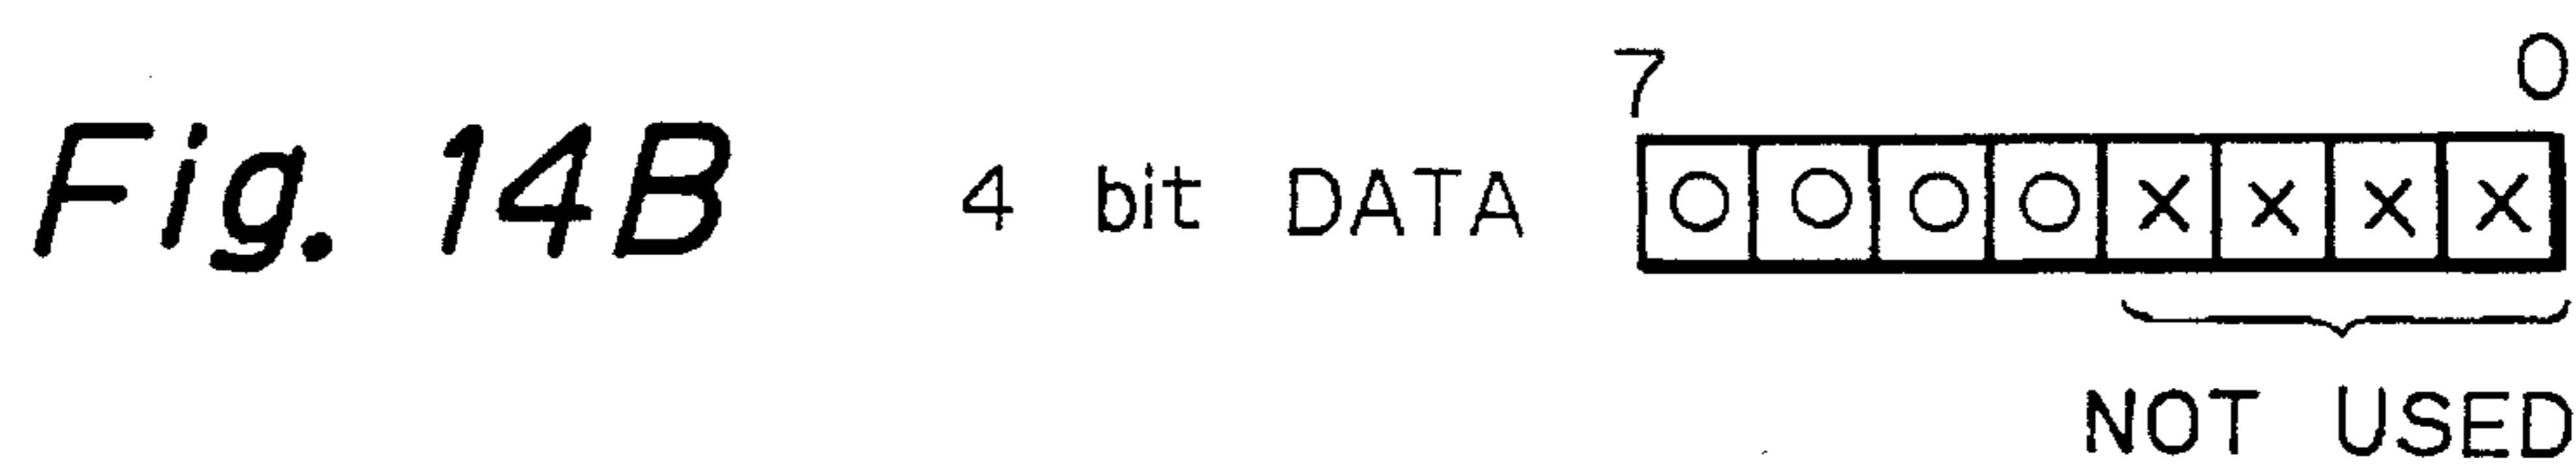 7 0
Fig. 14B 4 bit DATA ○ ○ ○ ○ × × × ×
NOT USED